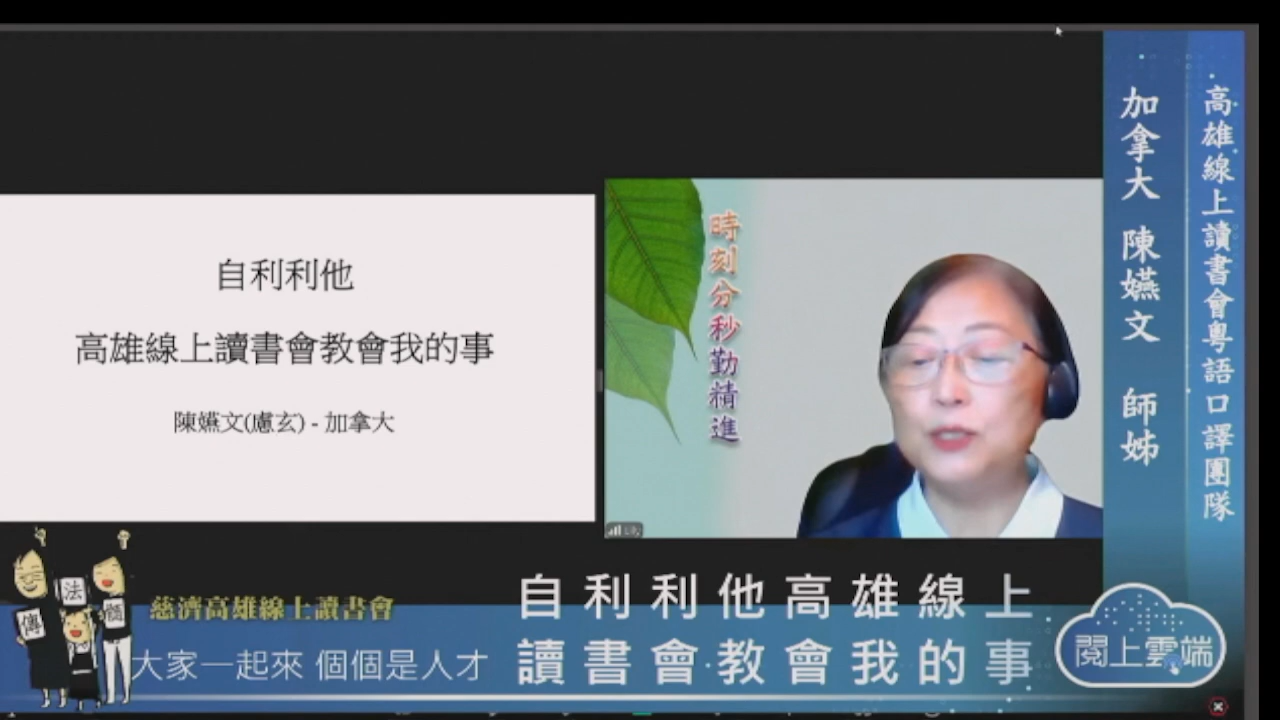 自利利他
高雄線上讀書會教會我的事
陳嬿文(慮玄) - 加拿大
時刻分秒勤精進
加拿大 陳嬿文 師姊
高雄線上讀書會粵語口譯團隊
傳
法
髓
慈濟高雄線上讀書會
大家一起來 個個是人才
自利利他高雄線上
讀書會教會我的事
閱上雲端